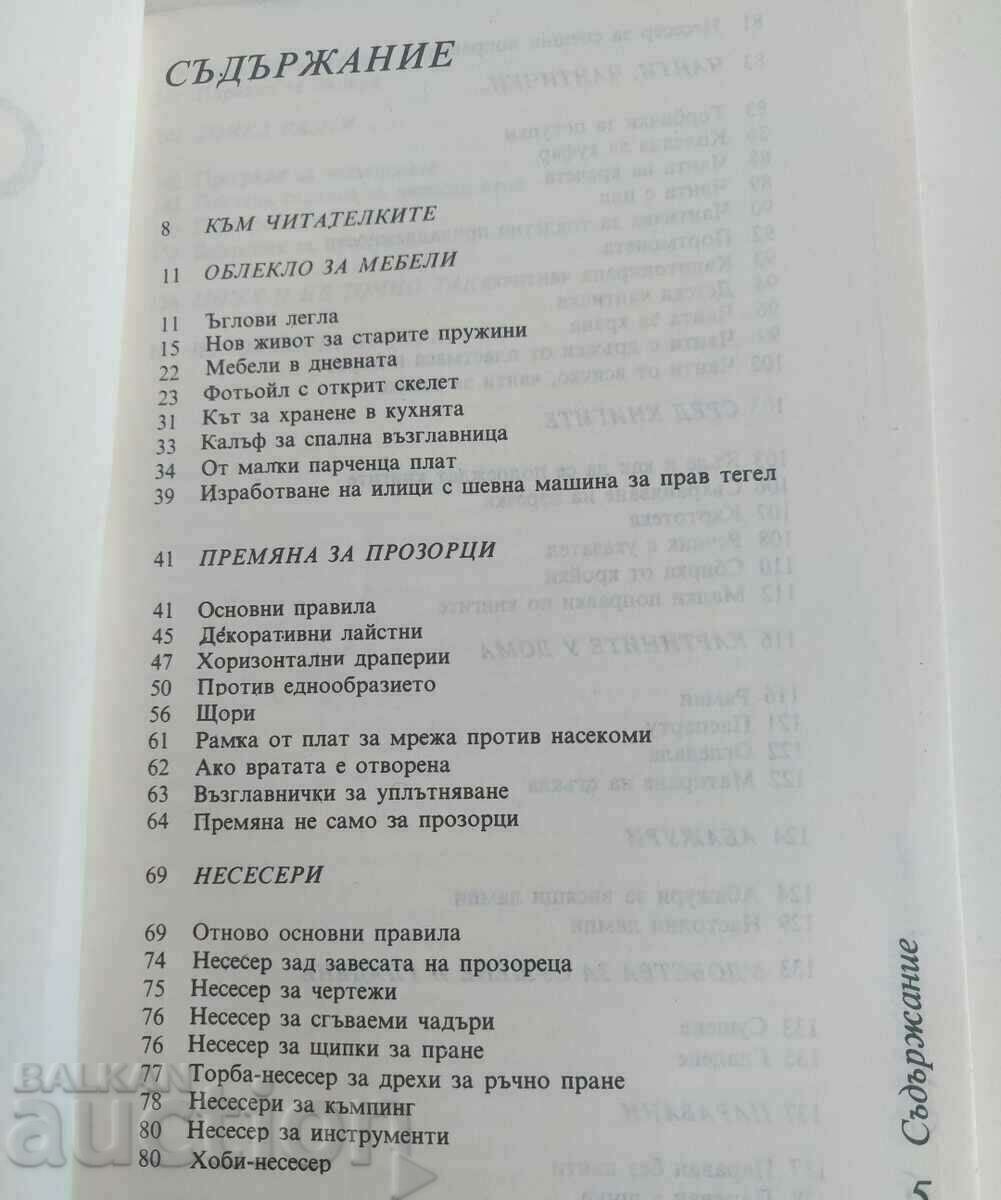 СЪДЪРЖАНИЕ
8 КЪМ ЧИТАТЕЛКИТЕ
11 ОБЛЕКЛО ЗА МЕБЕЛИ
11 Ъглови легла
15 Нов живот за старите пружини
22 Мебели в дневната
23 Фотьойл с открит скелет
31 Кът за хранене в кухнята
33 Калъф за спална възглавница
34 От малки парченца плат
39 Изработване на илици с шевна машина за прав тегел
41 ПРЕМЯНА ЗА ПРОЗОРЦИ
41 Основни правила
45 Декоративни лайстни
47 Хоризонтални драперии
50 Против еднообразието
56 Щори
61 Рамка от плат за мрежа против насекоми
62 Ако вратата е отворена
63 Възглавнички за уплътняване
64 Премяна не само за прозорци
69 НЕСЕСЕРИ
69 Отново основни правила
74 Несесер зад завесата на прозореца
75 Несесер за чертежи
76 Несесер за сгъваеми чадъри
76 Несесер за щипки за пране
77 Торба-несесер за дрехи за ръчно пране
78 Несесери за къмпинг
80 Несесер за инструменти
80 Хоби-несесер
5 Съдържание
BALKAN
auction